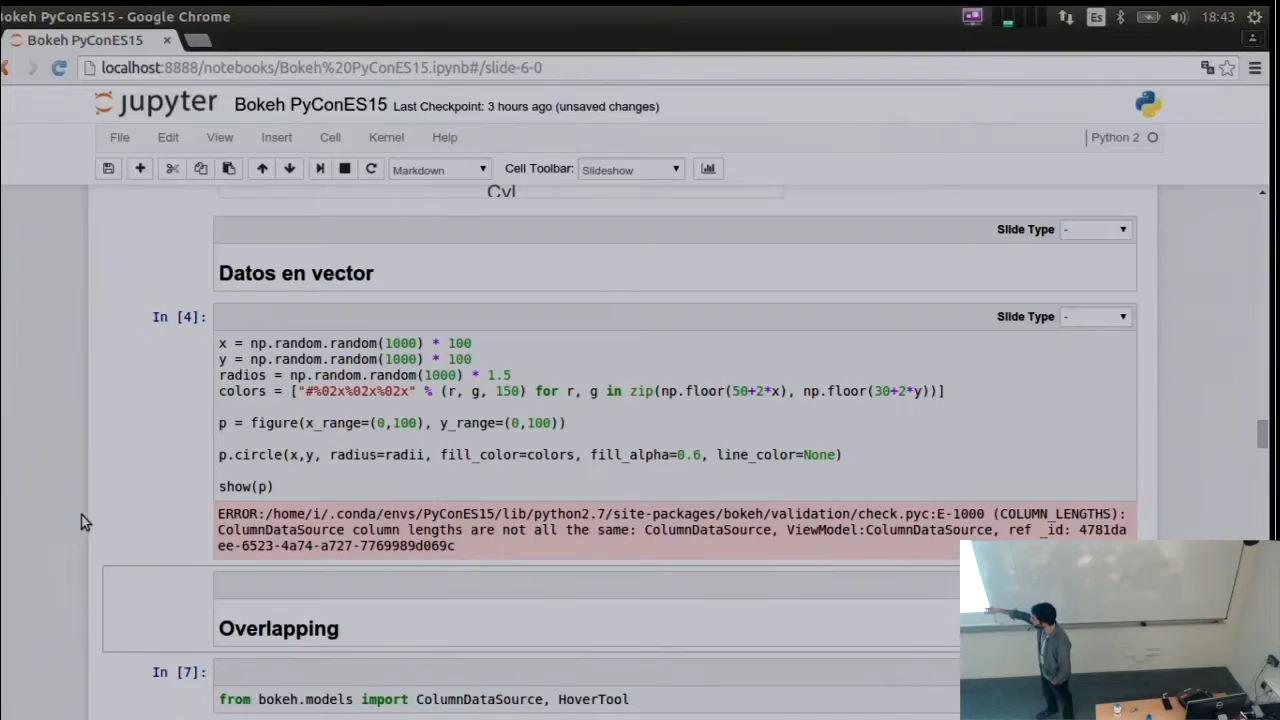 okeh PyConES15 - Google Chrome
Es
18:43
Bokeh PyConES15
localhost:8888/notebooks/Bokeh%20PyConES15.ipynb#/slide-6-0
jupyter Bokeh PyConES15 Last Checkpoint: 3 hours ago (unsaved changes)
File Edit View Insert Cell Kernel Help
Python 2
Markdown
Cell Toolbar:
Slideshow
Cyl
Slide Type -
Datos en vector
In [4]:
Slide Type -
x = np.random.random(1000) * 100
y = np.random.random(1000) * 100
radios = np.random.random(1000) * 1.5
colors = ["#%02x%02x%02x" % (r, g, 150) for r, g in zip(np.floor(50+2*x), np.floor(30+2*y))]
p = figure(x_range=(0,100), y_range=(0,100))
p.circle(x,y, radius=radii, fill_color=colors, fill_alpha=0.6, line_color=None)
show(p)
ERROR:/home/i/.conda/envs/PyConES15/lib/python2.7/site-packages/bokeh/validation/check.pyc:E-1000 (COLUMN_LENGTHS):
ColumnDataSource column lengths are not all the same: ColumnDataSource, ViewModel:ColumnDataSource, ref _id: 4781da
ee-6523-4a74-a727-7769989d069c
Overlapping
In [7]:
from bokeh.models import ColumnDataSource, HoverTool